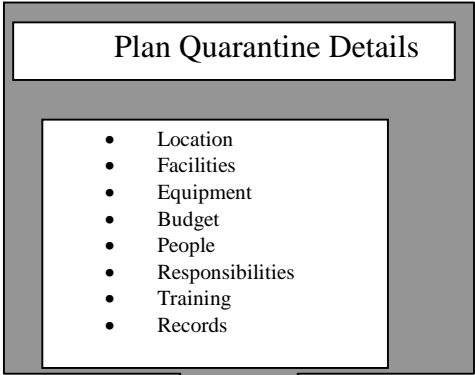 Plan Quarantine Details
• Location
• Facilities
• Equipment
• Budget
• People
• Responsibilities
• Training
• Records